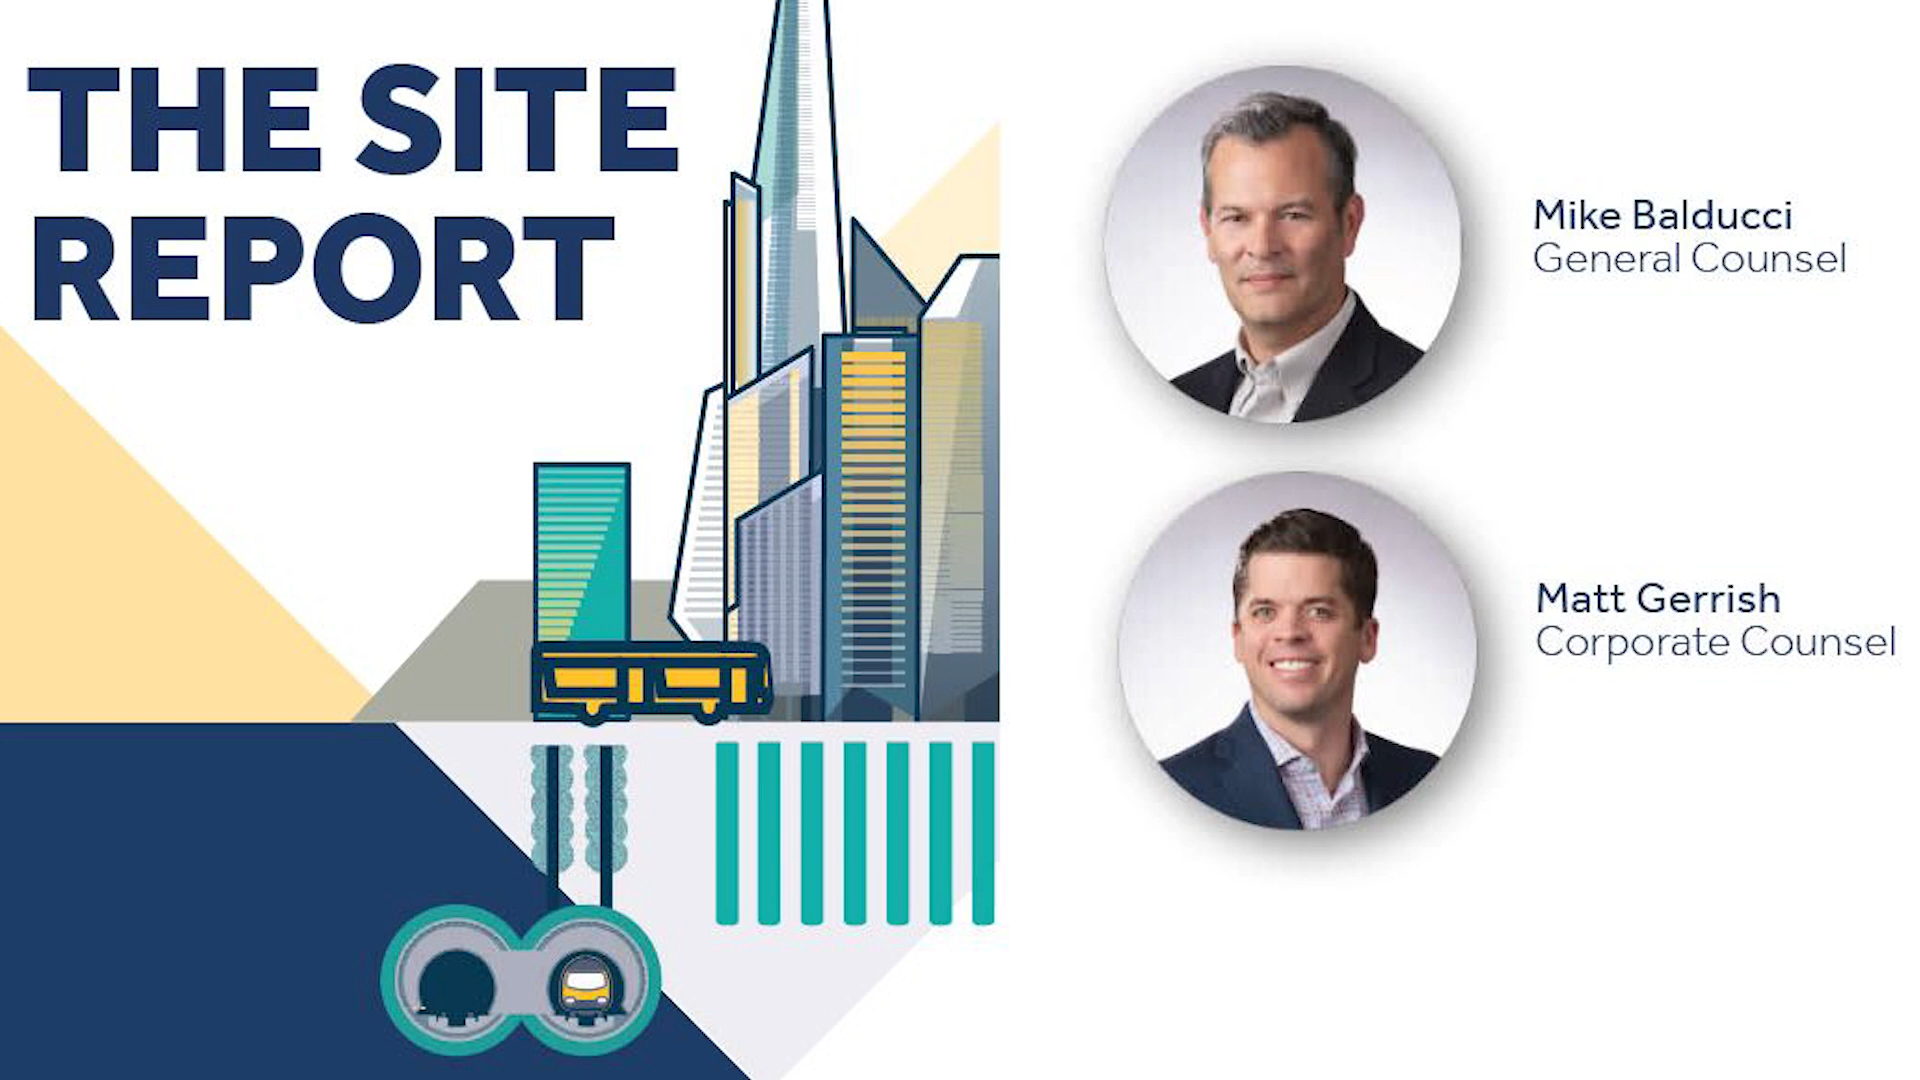 THE SITE
REPORT
Mike Balducci
General Counsel
Matt Gerrish
Corporate Counsel